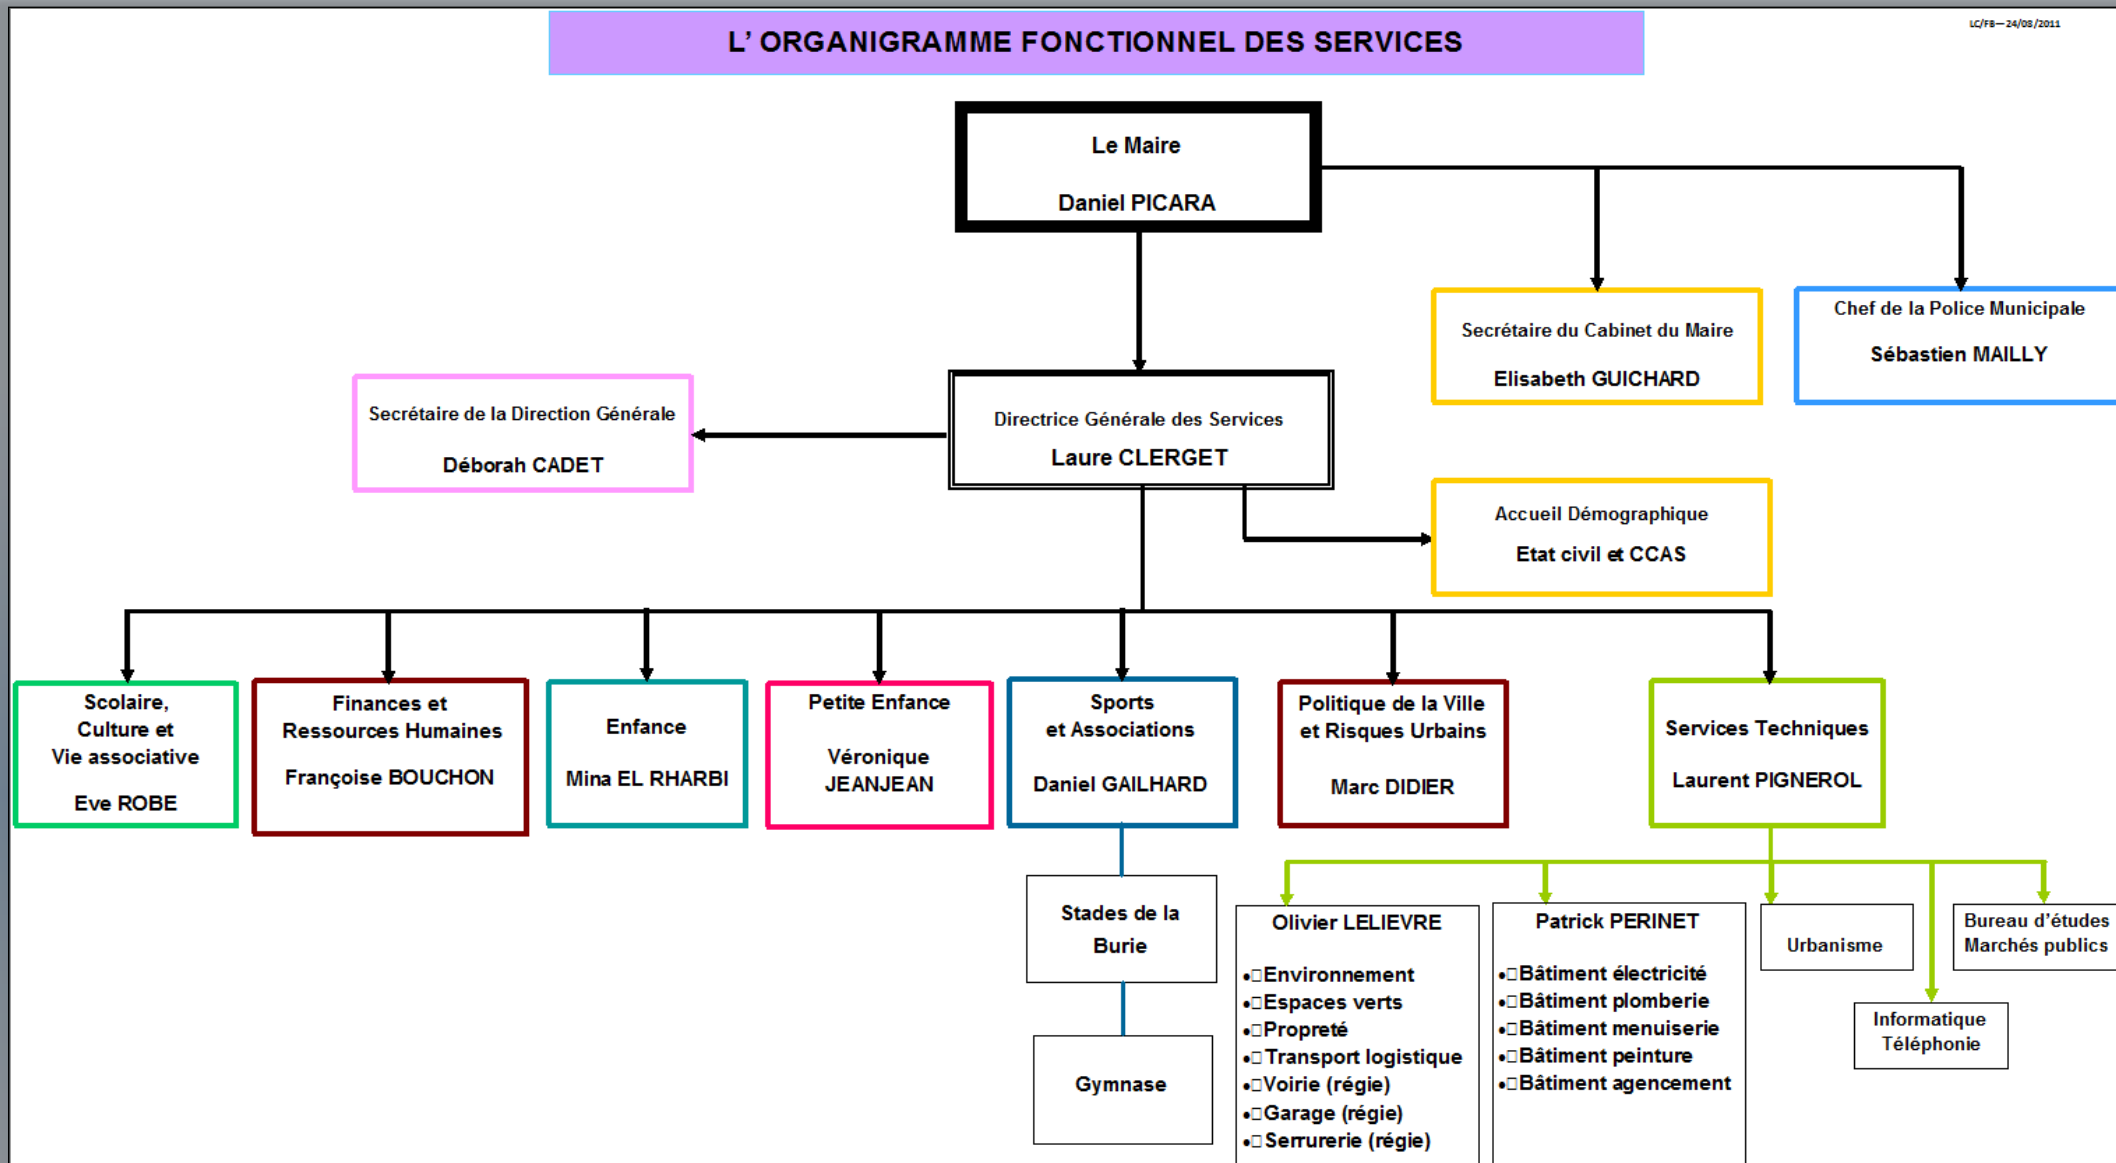 L' ORGANIGRAMME FONCTIONNEL DES SERVICES
LC/FB—24/08/2011
Le Maire
Daniel PICARA
Secrétaire du Cabinet du Maire
Elisabeth GUICHARD
Chef de la Police Municipale
Sébastien MAILLY
Secrétaire de la Direction Générale
Déborah CADET
Directrice Générale des Services
Laure CLERGET
Accueil Démographique
Etat civil et CCAS
Scolaire,
Culture et
Vie associative
Eve ROBE
Finances et
Ressources Humaines
Françoise BOUCHON
Enfance
Mina EL RHARBI
Petite Enfance
Véronique
JEANJEAN
Sports
et Associations
Daniel GAILHARD
Politique de la Ville
et Risques Urbains
Marc DIDIER
Services Techniques
Laurent PIGNEROL
Stades de la
Burie
Gymnase
Olivier LELIEVRE
•□Environnement
•□Espaces verts
•□Propreté
•□Transport logistique
•□Voirie (régie)
•□Garage (régie)
•□Serrurerie (régie)
Patrick PERINET
•□Bâtiment électricité
•□Bâtiment plomberie
•□Bâtiment menuiserie
•□Bâtiment peinture
•□Bâtiment agencement
Urbanisme
Informatique
Téléphonie
Bureau d'études
Marchés publics